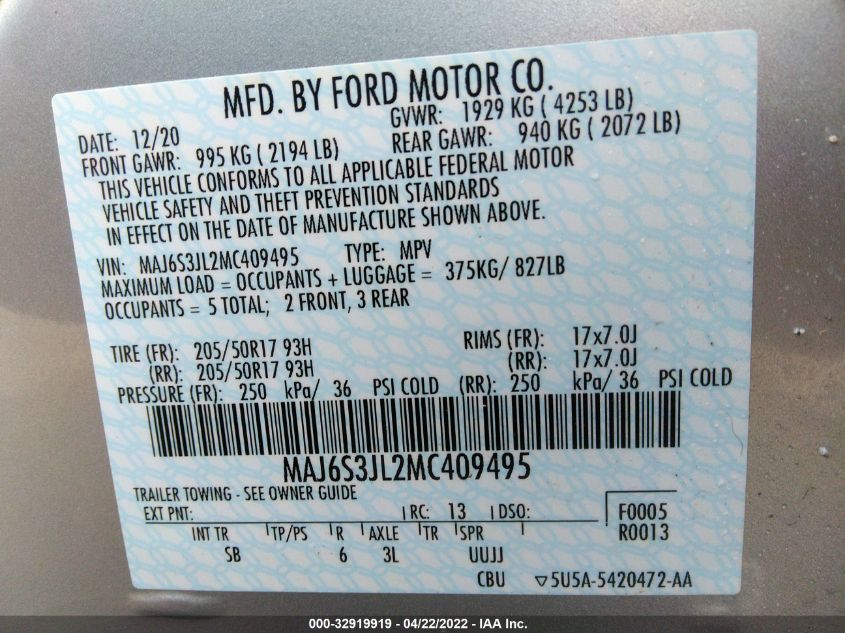 MFD. BY FORD MOTOR CO.
DATE: 12/20 GVWR: 1929 KG ( 4253 LB)
FRONT GAWR: 995 KG ( 2194 LB) REAR GAWR: 940 KG ( 2072 LB)
THIS VEHICLE CONFORMS TO ALL APPLICABLE FEDERAL MOTOR
VEHICLE SAFETY AND THEFT PREVENTION STANDARDS
IN EFFECT ON THE DATE OF MANUFACTURE SHOWN ABOVE.
VIN: MAJ6S3JL2MC409495 TYPE: MPV
MAXIMUM LOAD = OCCUPANTS + LUGGAGE = 375KG/ 827LB
OCCUPANTS = 5 TOTAL; 2 FRONT, 3 REAR
TIRE (FR): 205/50R17 93H RIMS (FR): 17x7.0J
(RR): 205/50R17 93H (RR): 17x7.0J
PRESSURE (FR): 250 kPa/ 36 PSI COLD (RR): 250 kPa/ 36 PSI COLD
MAJ6S3JL2MC409495
TRAILER TOWING - SEE OWNER GUIDE
EXT PNT: RC: 13 DSO: F0005
R0013
INT TR TP/PS R AXLE TR SPR
SB 6 3L UUJJ
CBU ▽5U5A-5420472-AA
000-32919919 - 04/22/2022 - IAA Inc.